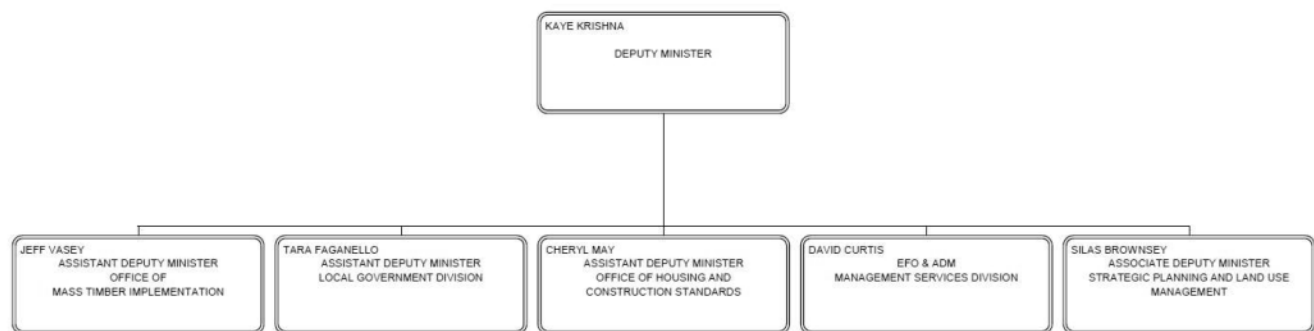 KAYE KRISHNA
DEPUTY MINISTER
JEFF VASEY
ASSISTANT DEPUTY MINISTER
OFFICE OF
MASS TIMBER IMPLEMENTATION
TARA FAGANELLO
ASSISTANT DEPUTY MINISTER
LOCAL GOVERNMENT DIVISION
CHERYL MAY
ASSISTANT DEPUTY MINISTER
OFFICE OF HOUSING AND
CONSTRUCTION STANDARDS
DAVID CURTIS
EFO & ADM
MANAGEMENT SERVICES DIVISION
SILAS BROWNSEY
ASSOCIATE DEPUTY MINISTER
STRATEGIC PLANNING AND LAND USE
MANAGEMENT